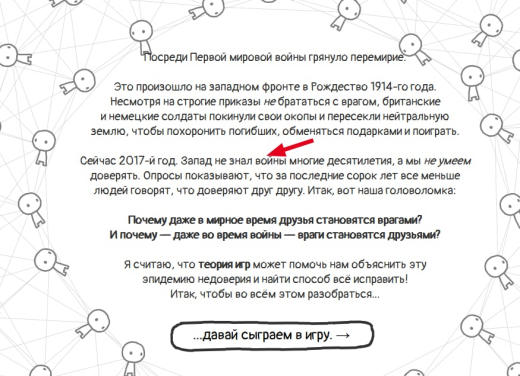 Посреди Первой мировой войны грянуло перемирие.
Это произошло на западном фронте в Рождество 1914-го года.
Несмотря на строгие приказы не брататься с врагом, британские
и немецкие солдаты покинули свои окопы и пересекли нейтральную
землю, чтобы похоронить погибших, обменяться подарками и поиграть.
Сейчас 2017-й год. Запад не знал войны многие десятилетия, а мы не умеем
доверять. Опросы показывают, что за последние сорок лет все меньше
людей говорят, что доверяют друг другу. Итак, вот наша головоломка:
Почему даже в мирное время друзья становятся врагами?
И почему — даже во время войны — враги становятся друзьями?
Я считаю, что теория игр может помочь нам объяснить эту
эпидемию недоверия и найти способ всё исправить!
Итак, чтобы во всём этом разобраться...
...давай сыграем в игру. →